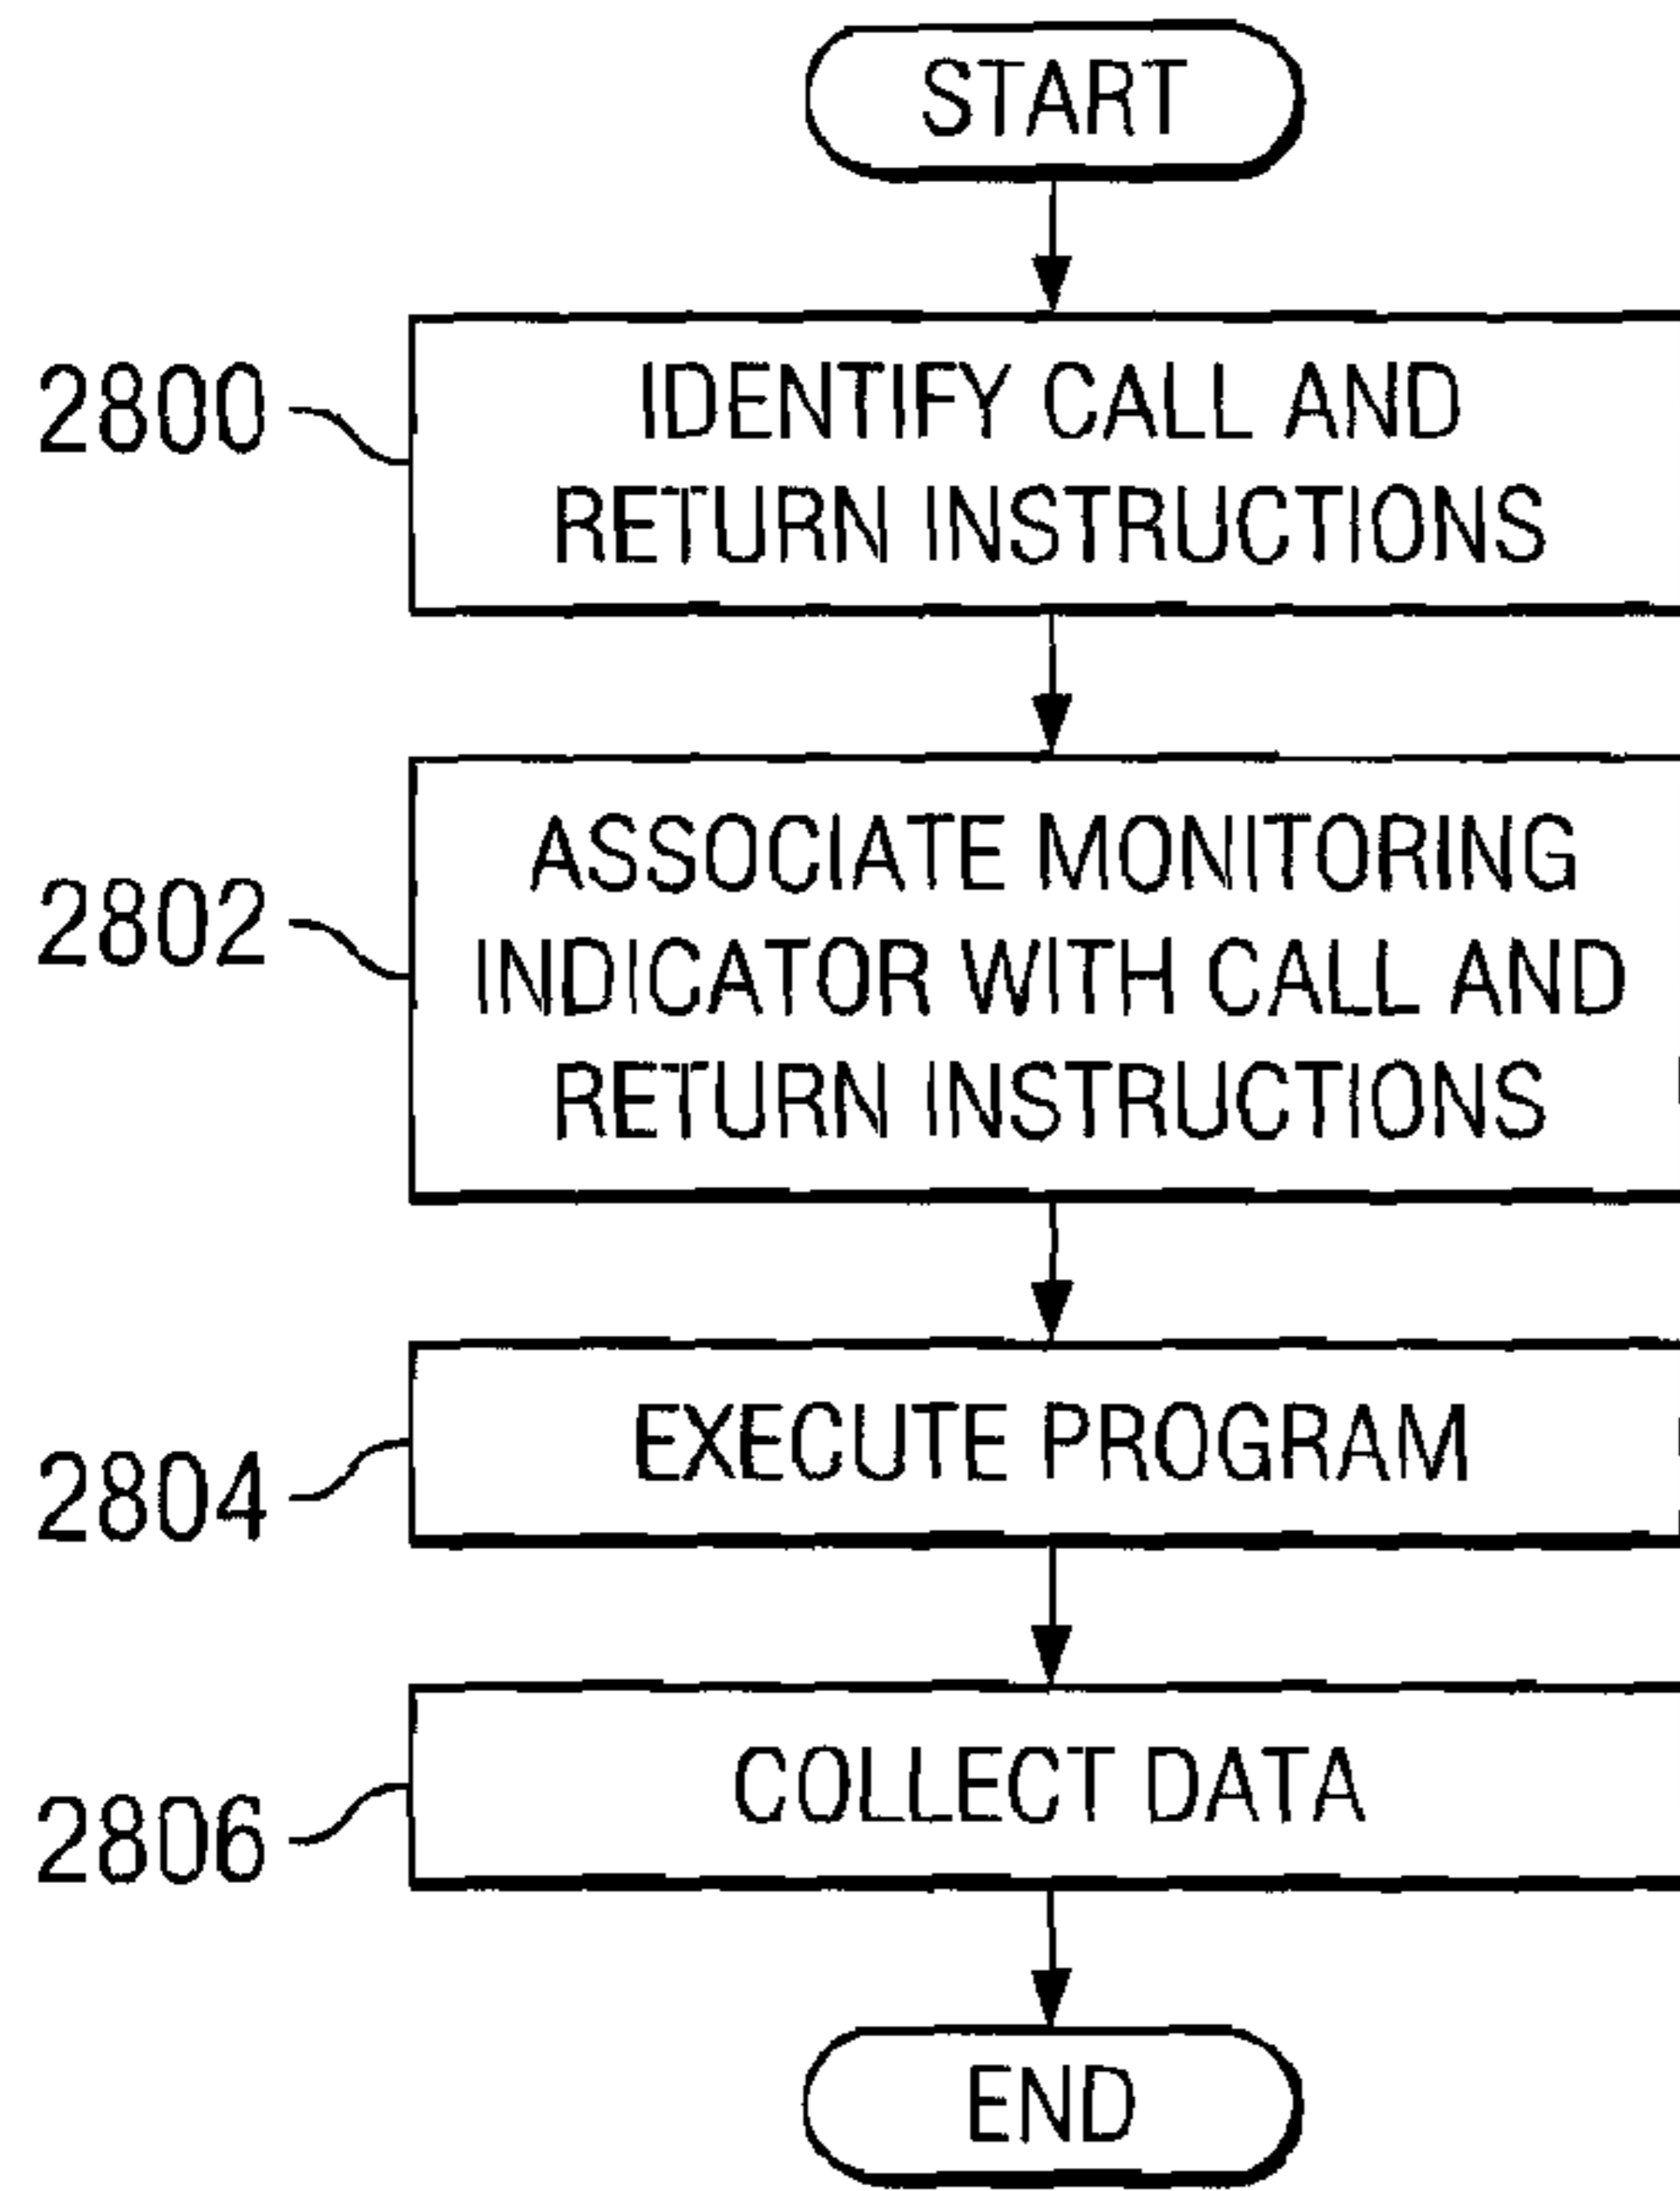 START
2800
IDENTIFY CALL AND
RETURN INSTRUCTIONS
2802
ASSOCIATE MONITORING
INDICATOR WITH CALL AND
RETURN INSTRUCTIONS
2804
EXECUTE PROGRAM
2806
COLLECT DATA
END